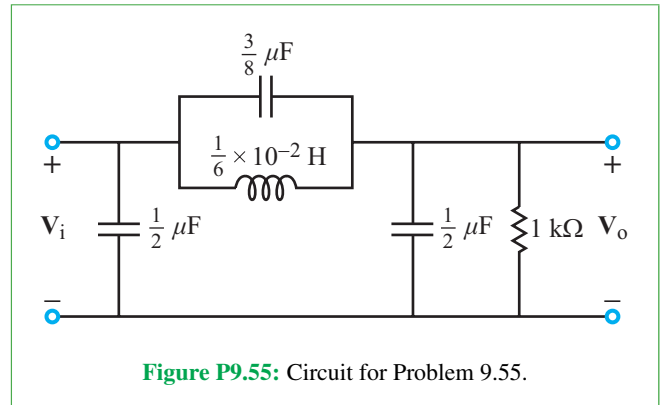 3/8 μF
1/6 × 10⁻² H
+ +
Vᵢ 1/2 μF 1/2 μF 1 kΩ Vₒ
− −
Figure P9.55: Circuit for Problem 9.55.